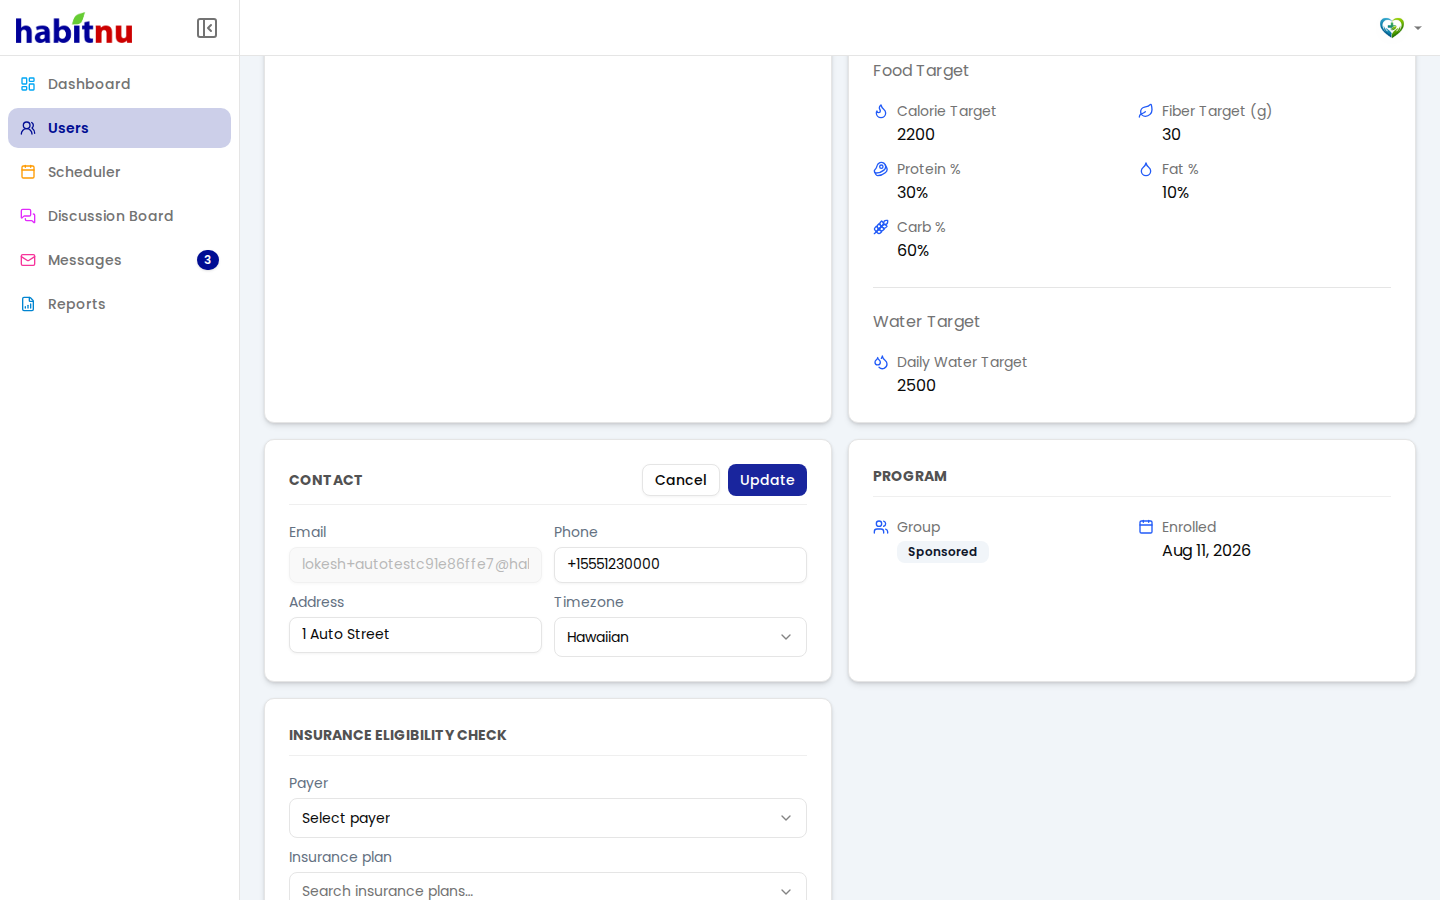 habitnu
Dashboard
Users
Scheduler
Discussion Board
Messages
3
Reports
Food Target
Calorie Target
2200
Fiber Target (g)
30
Protein %
30%
Fat %
10%
Carb %
60%
Water Target
Daily Water Target
2500
CONTACT
Cancel
Update
Email
Phone
lokesh+autotestc91e86ffe7@hal
+15551230000
Address
Timezone
1 Auto Street
Hawaiian
PROGRAM
Group
Sponsored
Enrolled
Aug 11, 2026
INSURANCE ELIGIBILITY CHECK
Payer
Select payer
Insurance plan
Search insurance plans...